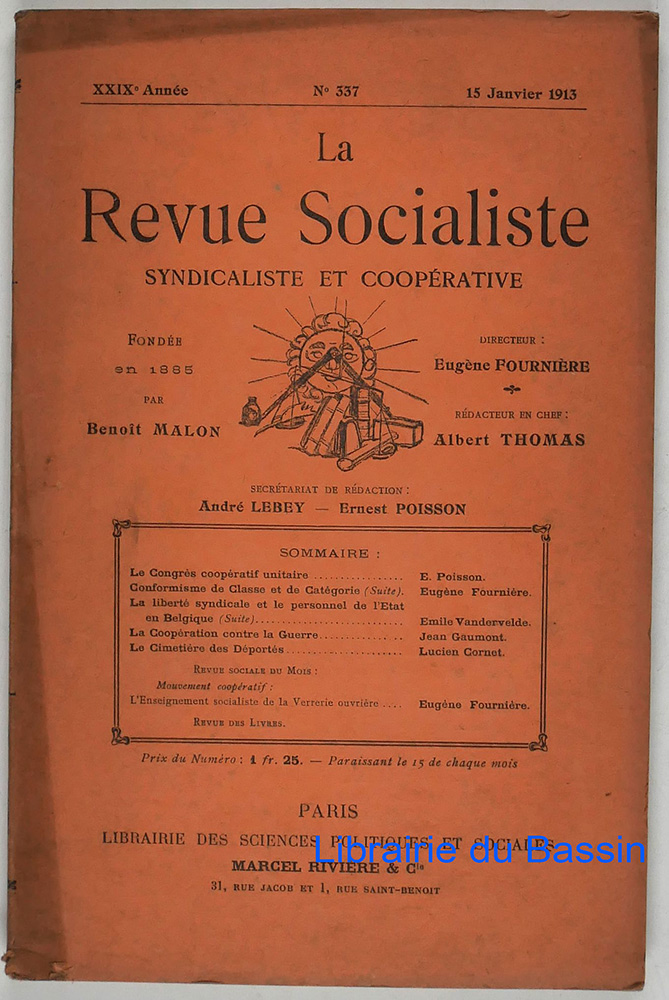 XXIXe Année No 337 15 Janvier 1913
La
Revue Socialiste
SYNDICALISTE ET COOPÉRATIVE
FONDÉE
en 1885
PAR
Benoît MALON
DIRECTEUR :
Eugène FOURNIÈRE
RÉDACTEUR EN CHEF :
Albert THOMAS
SECRÉTARIAT DE RÉDACTION :
André LEBEY — Ernest POISSON
SOMMAIRE :
Le Congrès coopératif unitaire ................. E. Poisson.
Conformisme de Classe et de Catégorie (Suite). Eugène Fournière.
La liberté syndicale et le personnel de l'Etat
en Belgique (Suite)............................ Emile Vandervelde.
La Coopération contre la Guerre................ Jean Gaumont.
Le Cimetière des Déportés...................... Lucien Cornet.
REVUE SOCIALE DU MOIS :
Mouvement coopératif :
L'Enseignement socialiste de la Verrerie ouvrière .... Eugène Fournière.
REVUE DES LIVRES.
Prix du Numéro : 1 fr. 25. — Paraissant le 15 de chaque mois
PARIS
LIBRAIRIE DES SCIENCES POLITIQUES ET SOCIALES
Librairie du Bassin
MARCEL RIVIÈRE & Cie
31, RUE JACOB ET 1, RUE SAINT-BENOIT